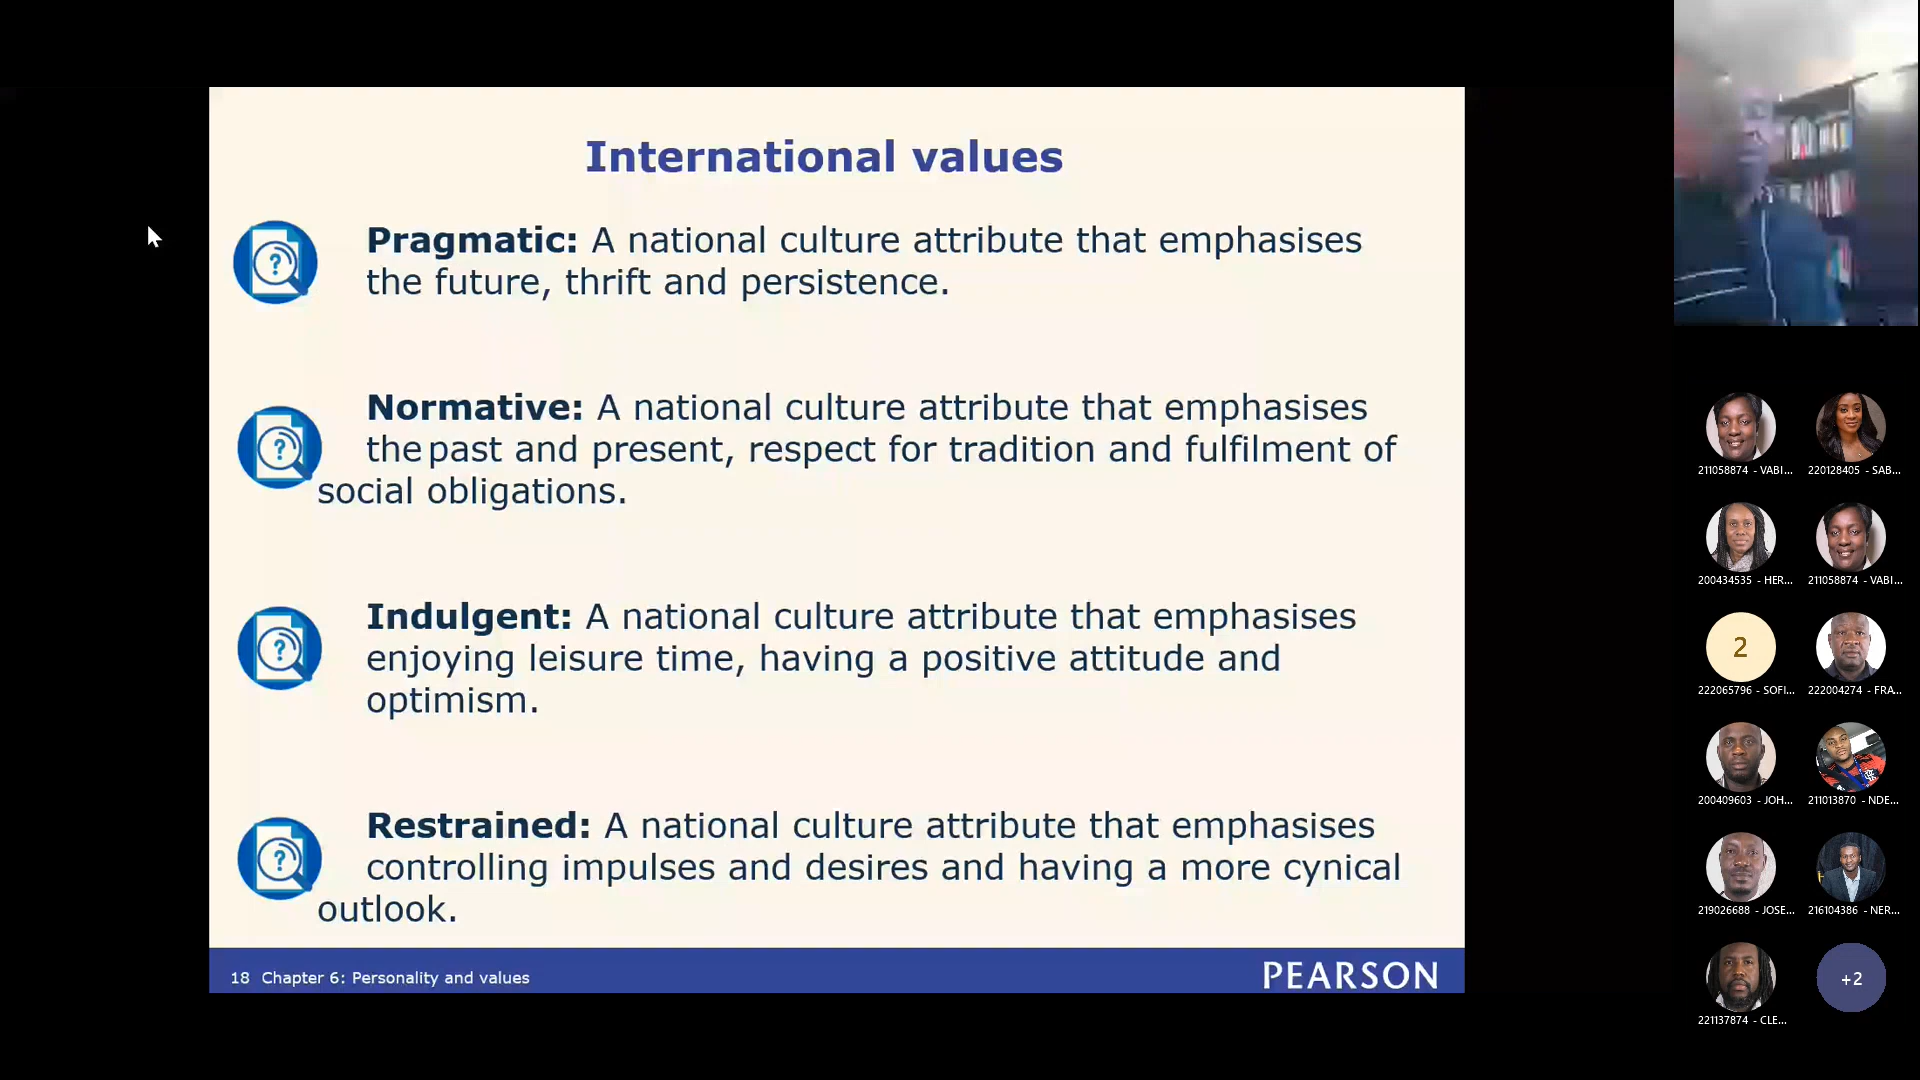 International values
Pragmatic: A national culture attribute that emphasises
the future, thrift and persistence.
Normative: A national culture attribute that emphasises
the past and present, respect for tradition and fulfilment of
social obligations.
Indulgent: A national culture attribute that emphasises
enjoying leisure time, having a positive attitude and
optimism.
Restrained: A national culture attribute that emphasises
controlling impulses and desires and having a more cynical
outlook.
18 Chapter 6: Personality and values
PEARSON
211058874 - VABI...
220128405 - SAB...
200434535 - HER...
211058874 - VABI...
2
222065796 - SOFI...
222004274 - FRA...
200409603 - JOH...
211013870 - NDE...
219026688 - JOSE...
216104386 - NER...
221137874 - CLE...
+2